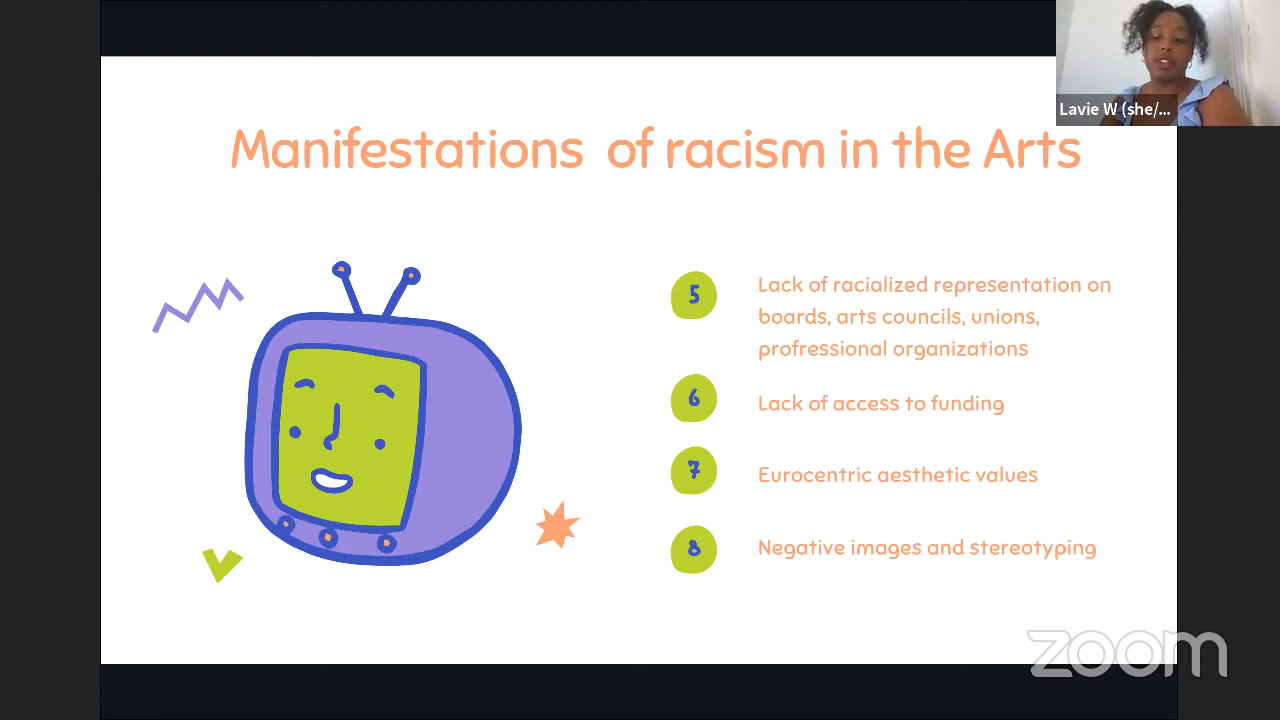 Lavie W (she/...
Manifestations of racism in the Arts
5
Lack of racialized representation on
boards, arts councils, unions,
profressional organizations
6
Lack of access to funding
7
Eurocentric aesthetic values
8
Negative images and stereotyping
zoom